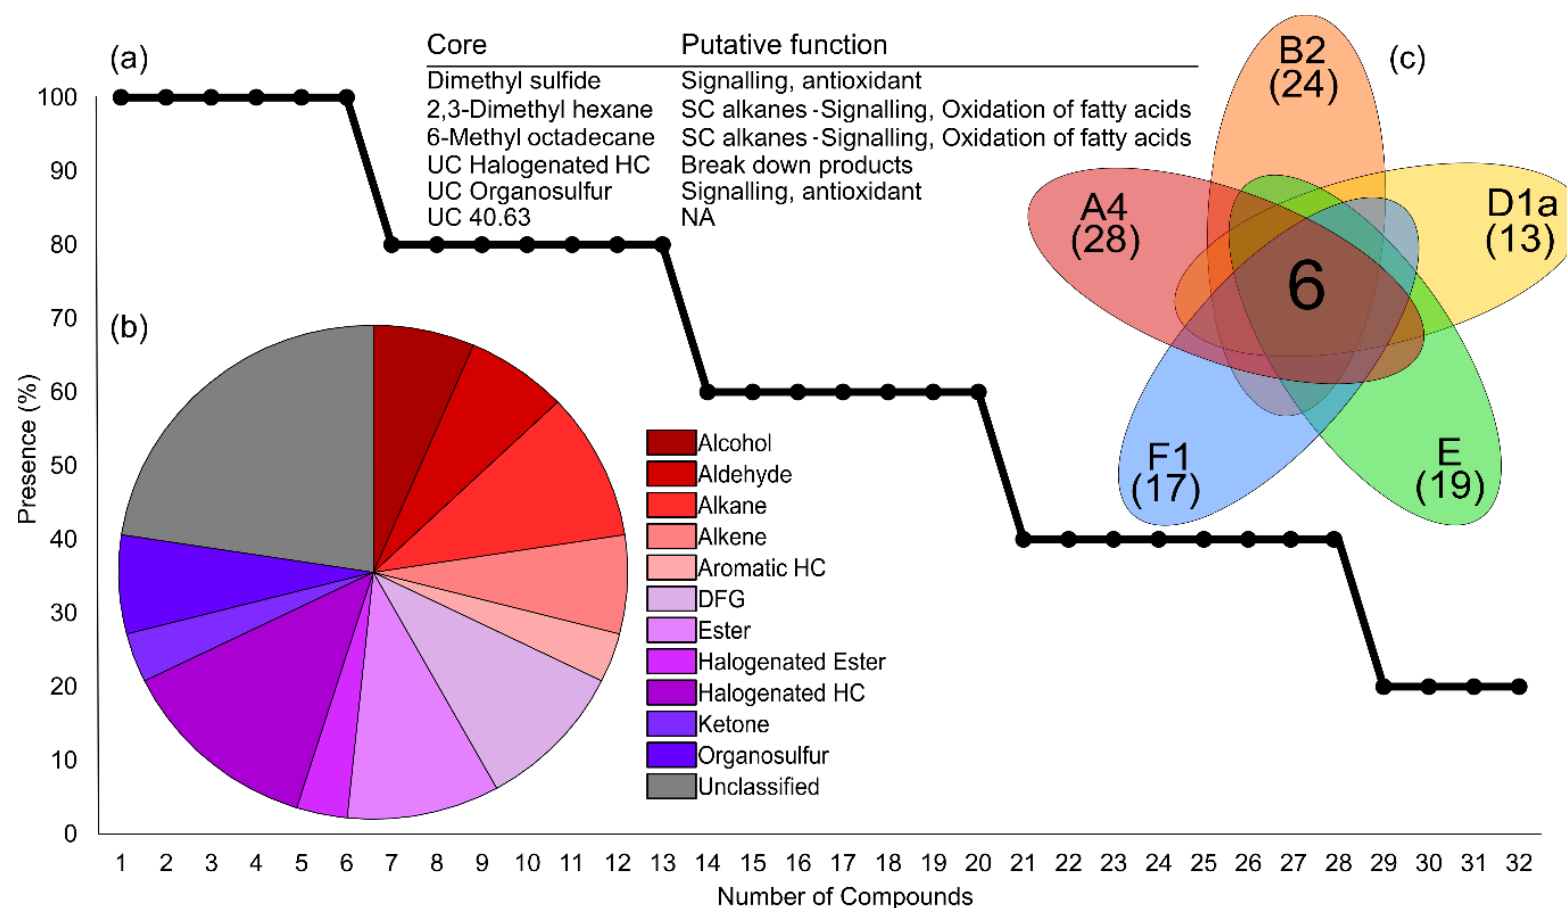 (a)
Core Putative function
Dimethyl sulfide Signalling, antioxidant
2,3-Dimethyl hexane SC alkanes -Signalling, Oxidation of fatty acids
6-Methyl octadecane SC alkanes -Signalling, Oxidation of fatty acids
UC Halogenated HC Break down products
UC Organosulfur Signalling, antioxidant
UC 40.63 NA
(c)
B2
(24)
A4
(28)
D1a
(13)
6
F1
(17)
E
(19)
(b)
Alcohol
Aldehyde
Alkane
Alkene
Aromatic HC
DFG
Ester
Halogenated Ester
Halogenated HC
Ketone
Organosulfur
Unclassified
Presence (%)
100
90
80
70
60
50
40
30
20
10
0
1 2 3 4 5 6 7 8 9 10 11 12 13 14 15 16 17 18 19 20 21 22 23 24 25 26 27 28 29 30 31 32
Number of Compounds